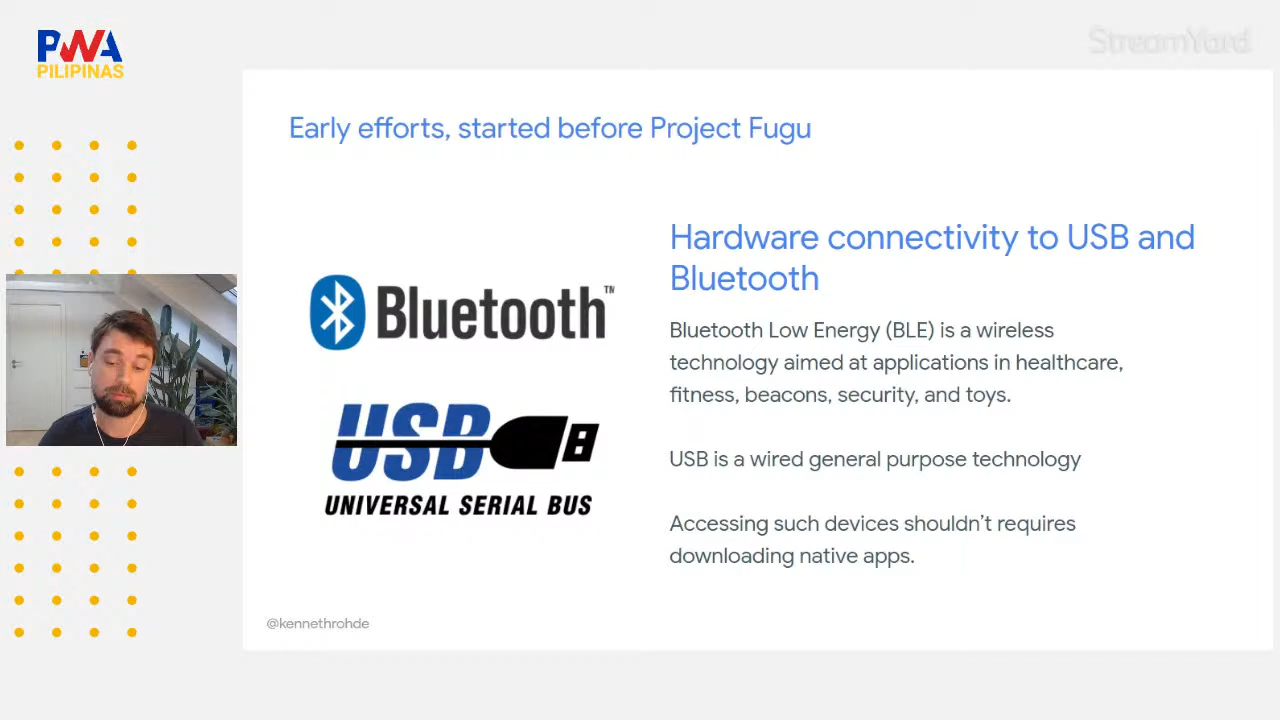 PWA
PILIPINAS
StreamYard
Early efforts, started before Project Fugu
Bluetooth™
USB
UNIVERSAL SERIAL BUS
Hardware connectivity to USB and
Bluetooth
Bluetooth Low Energy (BLE) is a wireless
technology aimed at applications in healthcare,
fitness, beacons, security, and toys.
USB is a wired general purpose technology
Accessing such devices shouldn’t requires
downloading native apps.
@kennethrohde